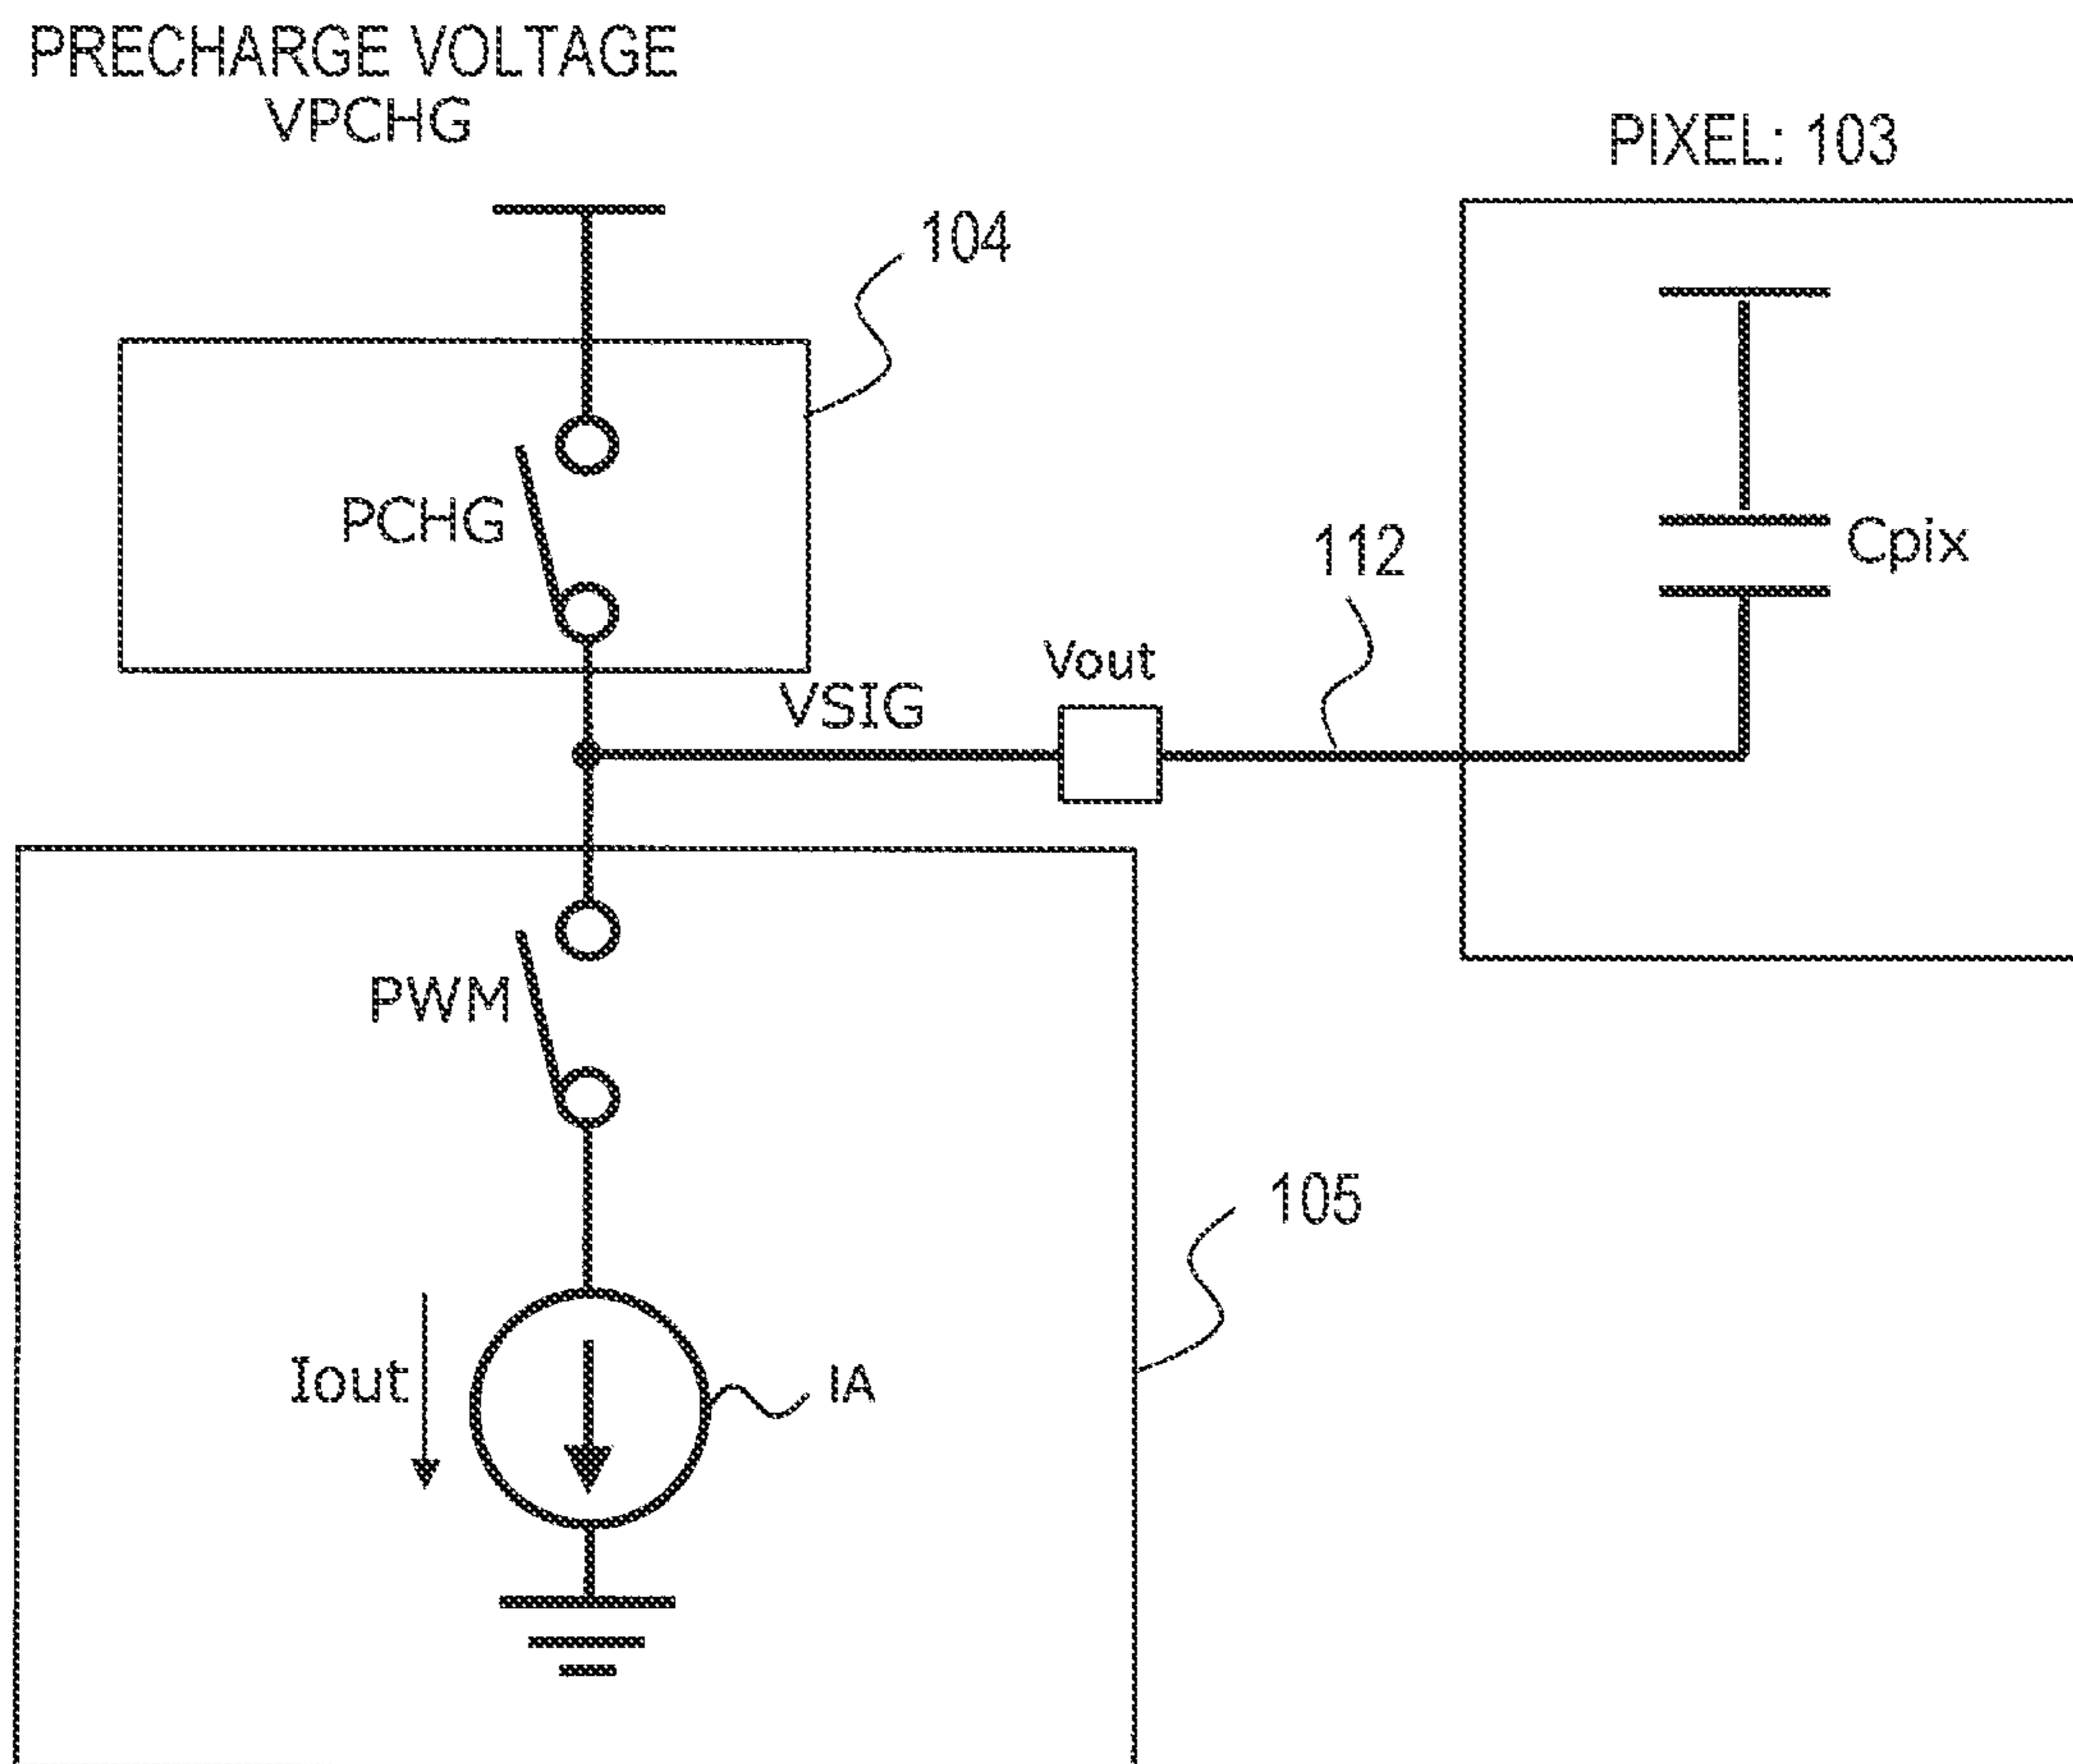 PRECHARGE VOLTAGE
VPCHG
PIXEL: 103
104
PCHG
112
Cpix
Vout
VSIG
PWM
105
Iout
IA